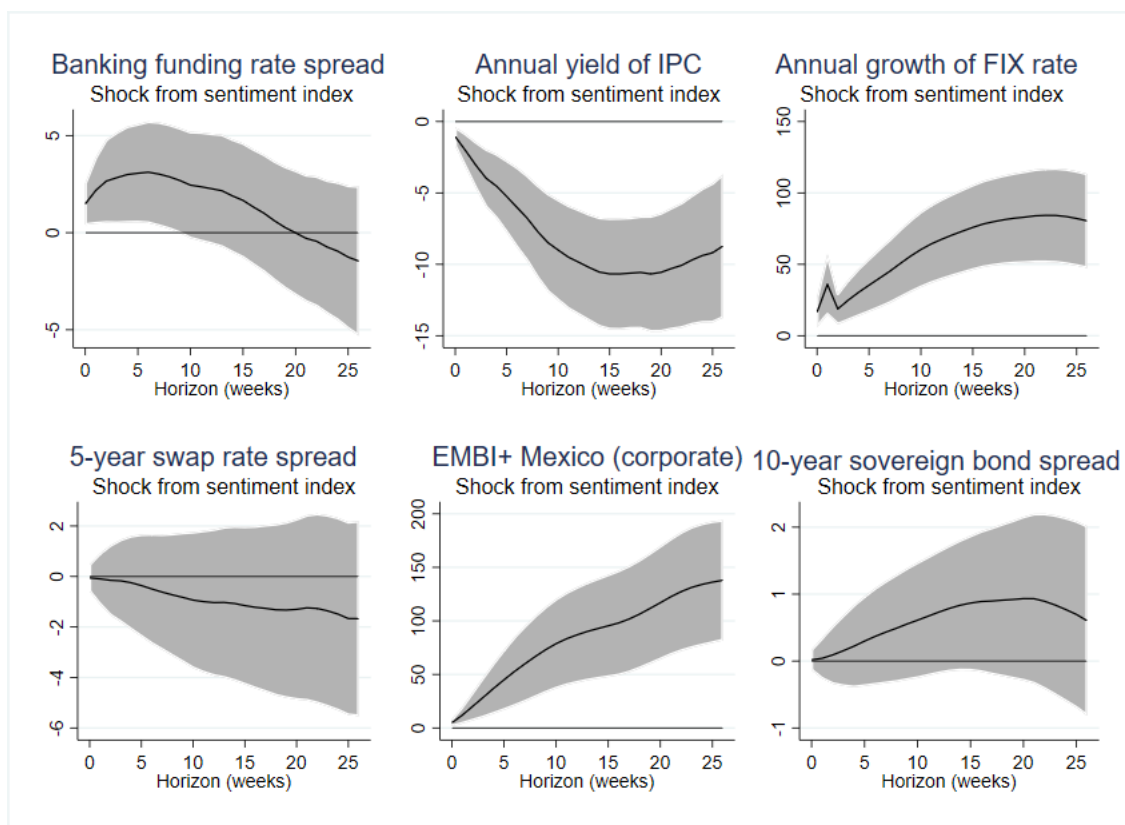 Banking funding rate spread
Shock from sentiment index
5
0
-5
0 5 10 15 20 25
Horizon (weeks)
Annual yield of IPC
Shock from sentiment index
0
-5
-10
-15
0 5 10 15 20 25
Horizon (weeks)
Annual growth of FIX rate
Shock from sentiment index
150
100
50
0
0 5 10 15 20 25
Horizon (weeks)
5-year swap rate spread
Shock from sentiment index
2
0
-2
-4
-6
0 5 10 15 20 25
Horizon (weeks)
EMBI+ Mexico (corporate)
Shock from sentiment index
200
150
100
50
0
0 5 10 15 20 25
Horizon (weeks)
10-year sovereign bond spread
Shock from sentiment index
2
1
0
-1
0 5 10 15 20 25
Horizon (weeks)